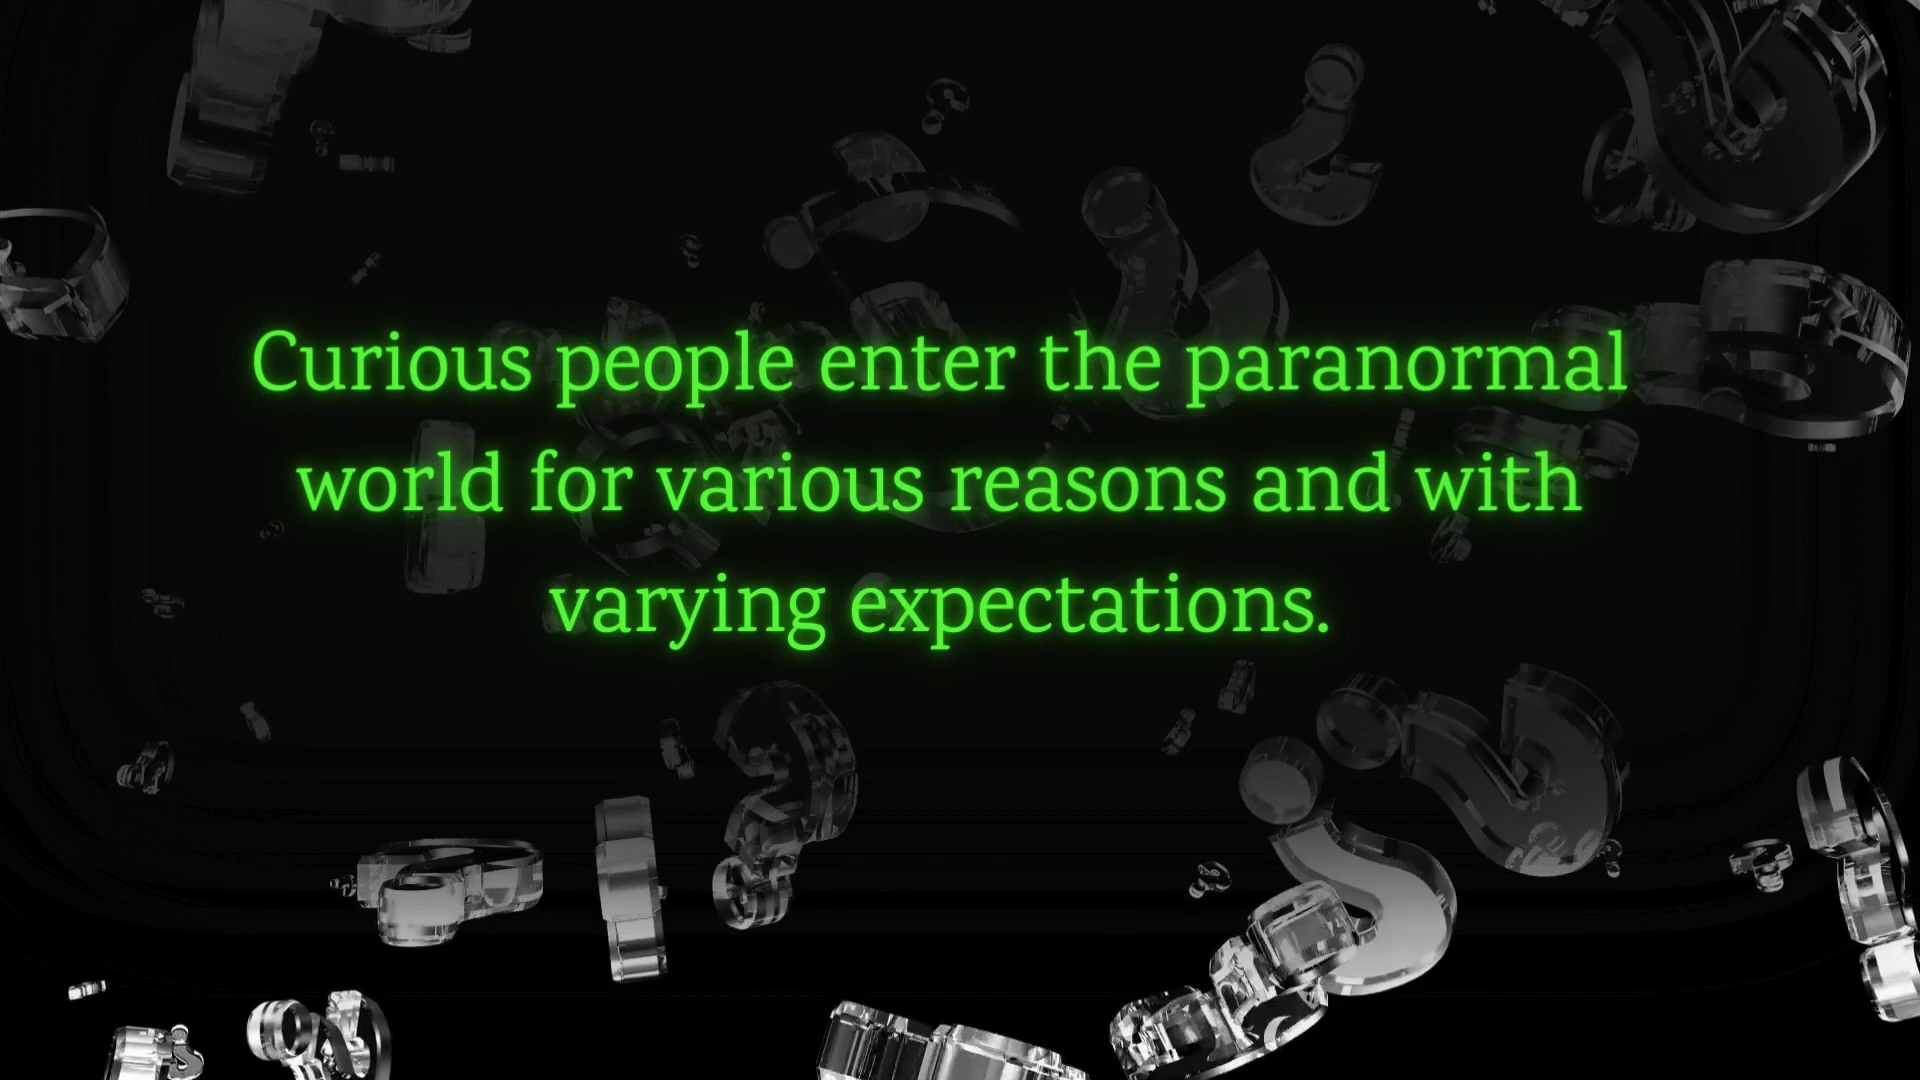 Curious people enter the paranormal
world for various reasons and with
varying expectations.